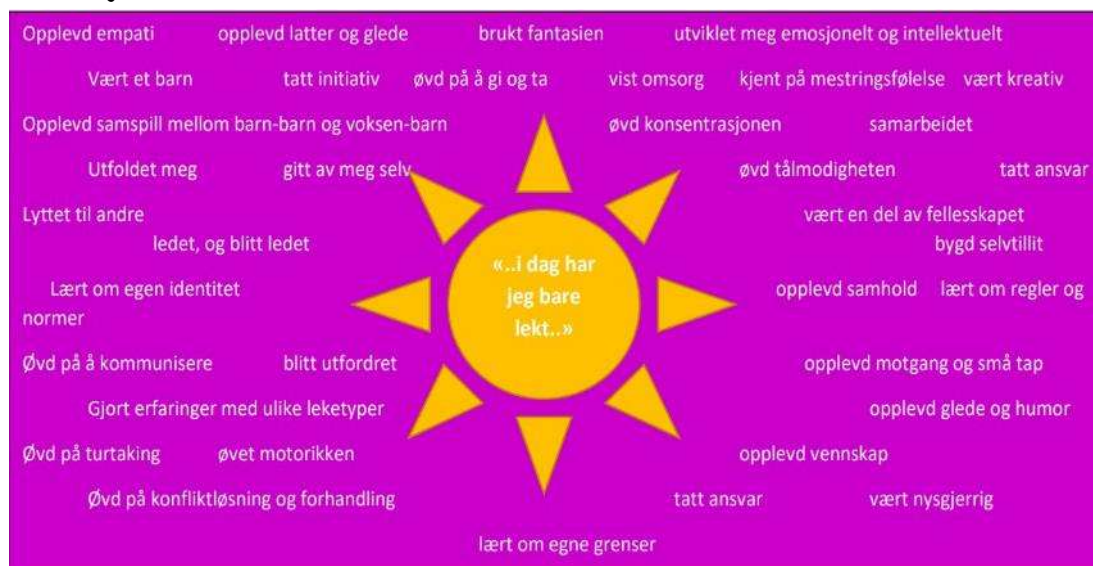 Opplevd empati opplevd latter og glede brukt fantasien utviklet meg emosjonelt og intellektuelt
Vært et barn tatt initiativ øvd på å gi og ta vist omsorg kjent på mestringsfølelse vært kreativ
Opplevd samspill mellom barn-barn og voksen-barn øvd konsentrasjonen samarbeidet
Utfoldet meg gitt av meg selv øvd tålmodigheten tatt ansvar
Lyttet til andre vært en del av fellesskapet
ledet, og blitt ledet bygd selvtillit
«..i dag har
jeg bare
lekt..»
Lært om egen identitet opplevd samhold lært om regler og
normer
Øvd på å kommunisere blitt utfordret opplevd motgang og små tap
Gjort erfaringer med ulike leketyper opplevd glede og humor
Øvd på turtaking øvet motorikken opplevd vennskap
Øvd på konfliktløsning og forhandling tatt ansvar vært nysgjerrig
lært om egne grenser